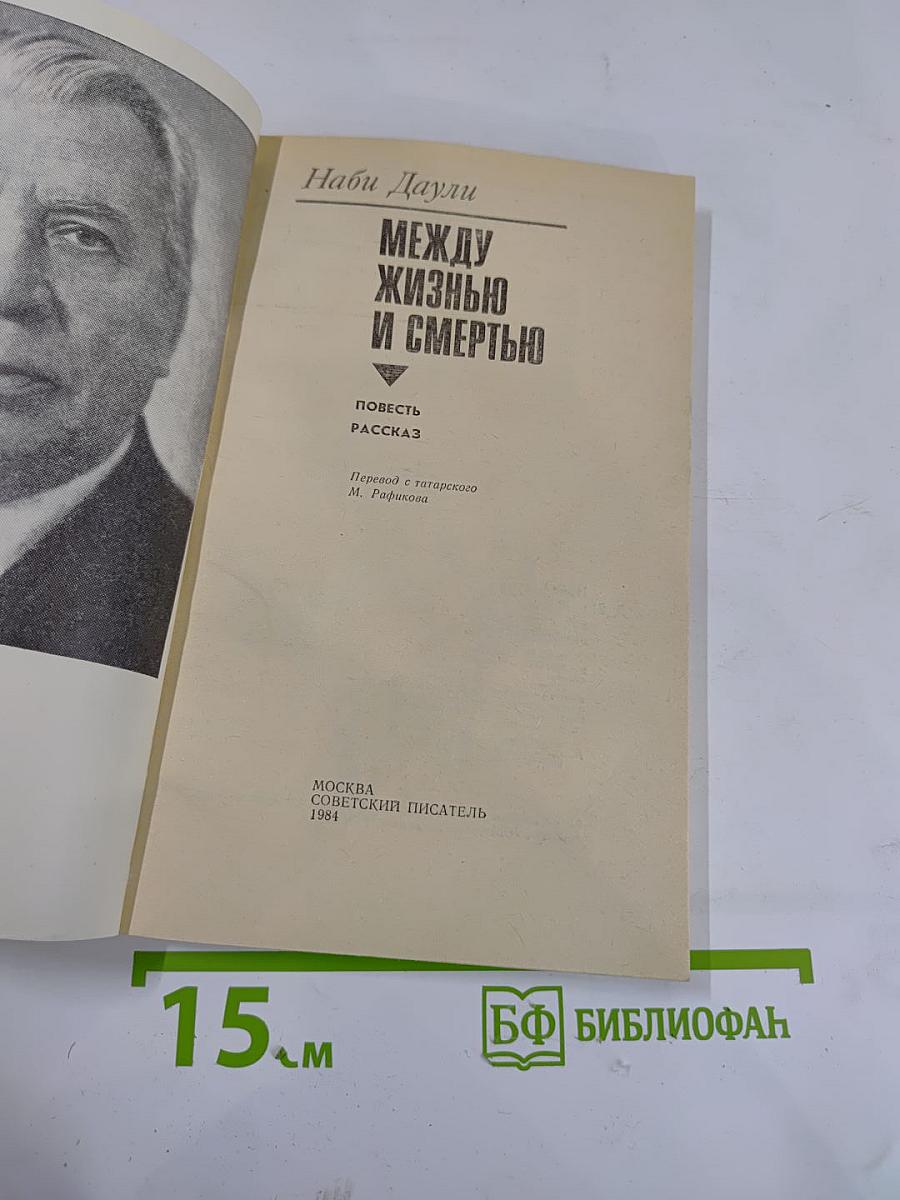 Наби Даули
МЕЖДУ
ЖИЗНЬЮ
И СМЕРТЬЮ
ПОВЕСТЬ
РАССКАЗ
Перевод с татарского
М. Рафикова
МОСКВА
СОВЕТСКИЙ ПИСАТЕЛЬ
1984
15 см
БФ БИБЛИОФАН